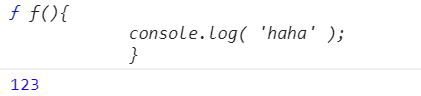 ƒ f(){
console.log( 'haha' );
}
123